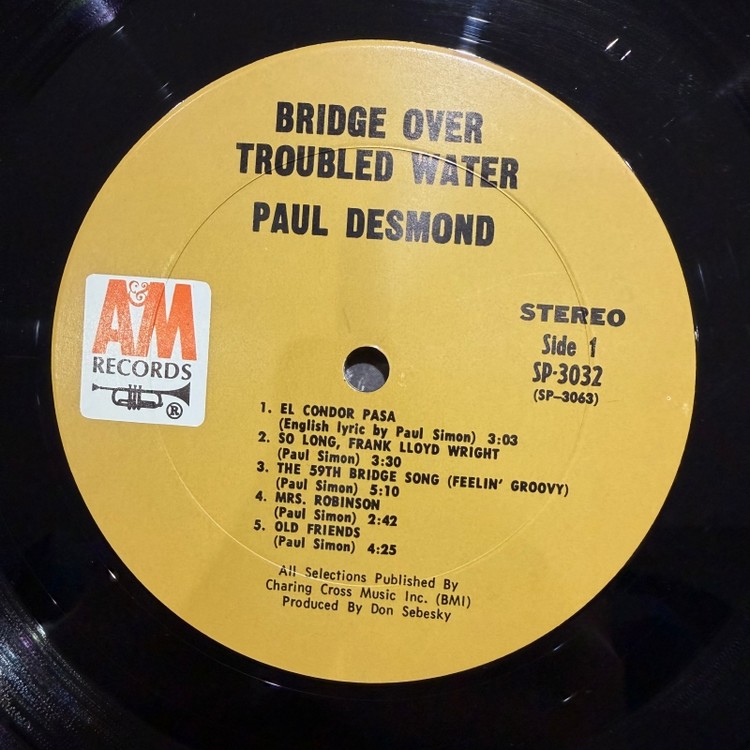 BRIDGE OVER
TROUBLED WATER
PAUL DESMOND
A&M
RECORDS
®
STEREO
Side 1
SP-3032
(SP-3063)
1. EL CONDOR PASA
(English lyric by Paul Simon) 3:03
2. SO LONG, FRANK LLOYD WRIGHT
(Paul Simon) 3:30
3. THE 59TH BRIDGE SONG (FEELIN' GROOVY)
(Paul Simon) 5:10
4. MRS. ROBINSON
(Paul Simon) 2:42
5. OLD FRIENDS
(Paul Simon) 4:25
All Selections Published By
Charing Cross Music Inc. (BMI)
Produced By Don Sebesky